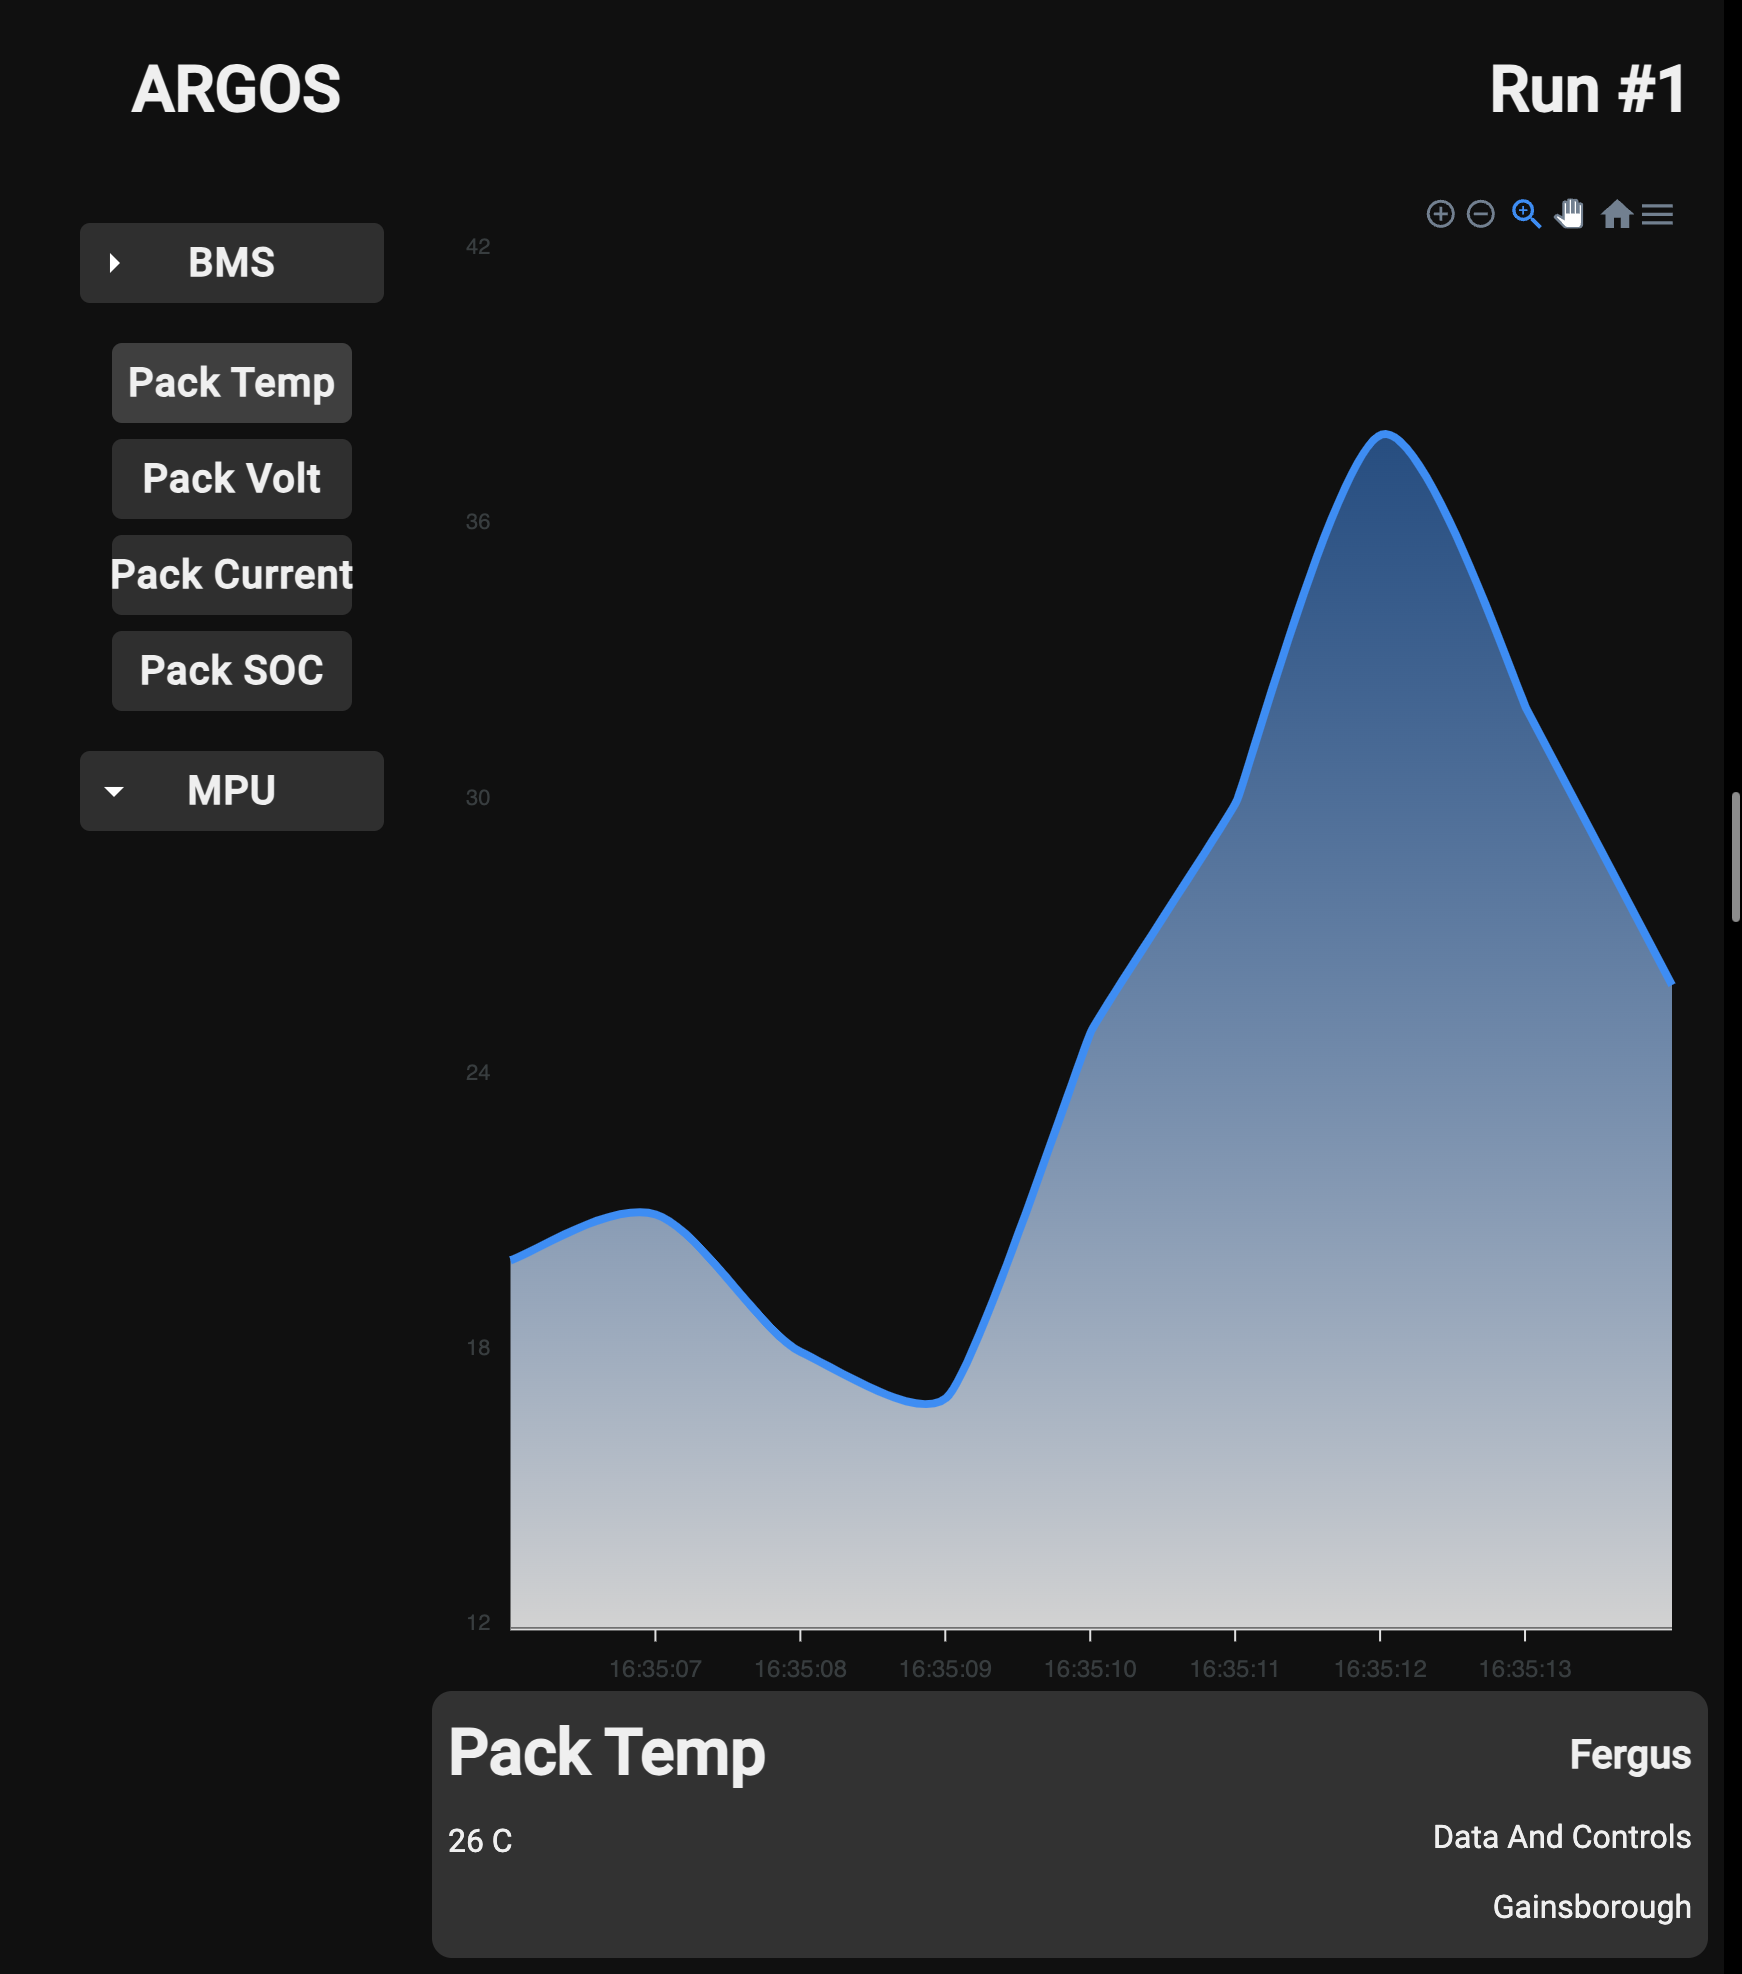 ARGOS
Run #1
BMS
Pack Temp
Pack Volt
Pack Current
Pack SOC
MPU
42
36
30
24
18
12
16:35:07 16:35:08 16:35:09 16:35:10 16:35:11 16:35:12 16:35:13
Pack Temp
Fergus
26 C
Data And Controls
Gainsborough